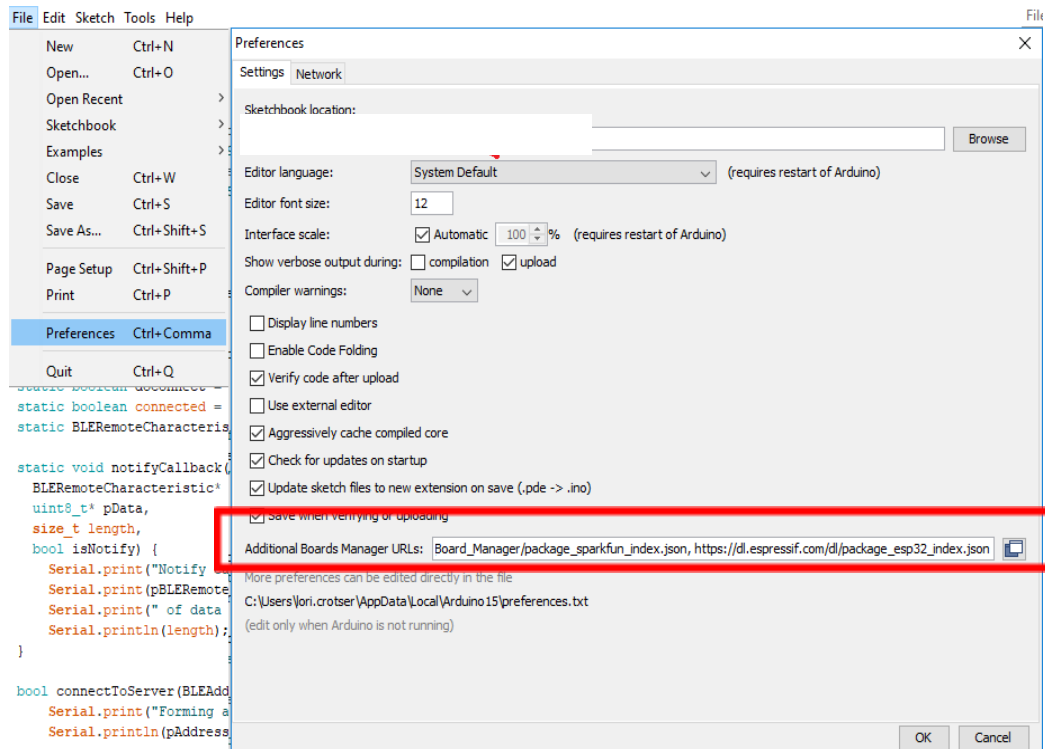 File Edit Sketch Tools Help
File
New Ctrl+N
Open... Ctrl+O
Open Recent >
Sketchbook >
Examples >
Close Ctrl+W
Save Ctrl+S
Save As... Ctrl+Shift+S
Page Setup Ctrl+Shift+P
Print Ctrl+P
Preferences Ctrl+Comma
Quit Ctrl+Q
static boolean doConnect =
static boolean connected =
static BLERemoteCharacteris
static void notifyCallback(
BLERemoteCharacteristic*
uint8_t* pData,
size_t length,
bool isNotify) {
Serial.print("Notify
Serial.print(pBLERemote
Serial.print(" of data
Serial.println(length);
}
bool connectToServer(BLEAdd
Serial.print("Forming a
Serial.println(pAddress
Preferences
Settings Network
Sketchbook location:
Browse
Editor language: System Default (requires restart of Arduino)
Editor font size: 12
Interface scale: Automatic 100 % (requires restart of Arduino)
Show verbose output during: compilation upload
Compiler warnings: None
Display line numbers
Enable Code Folding
Verify code after upload
Use external editor
Aggressively cache compiled core
Check for updates on startup
Update sketch files to new extension on save (.pde -> .ino)
Save when verifying or uploading
Additional Boards Manager URLs: Board_Manager/package_sparkfun_index.json, https://dl.espressif.com/dl/package_esp32_index.json
More preferences can be edited directly in the file
C:\Users\lori.crotser\AppData\Local\Arduino15\preferences.txt
(edit only when Arduino is not running)
OK Cancel